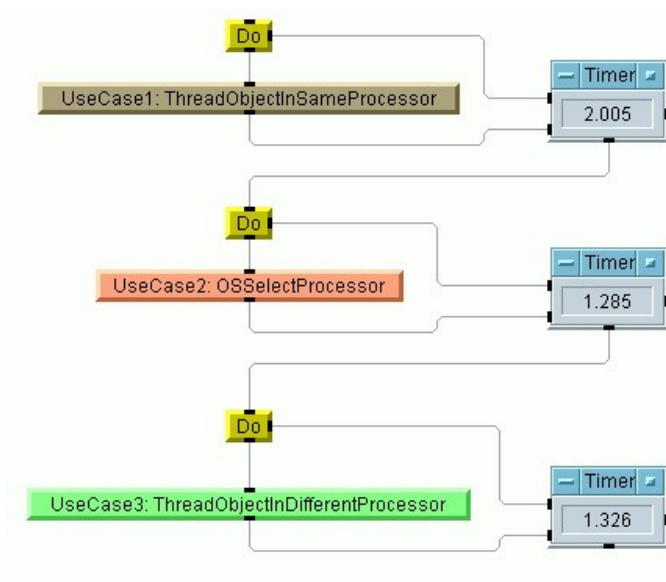 Do
Timer
UseCase1: ThreadObjectInSameProcessor
2.005
Do
Timer
UseCase2: OSSelectProcessor
1.285
Do
Timer
UseCase3: ThreadObjectInDifferentProcessor
1.326